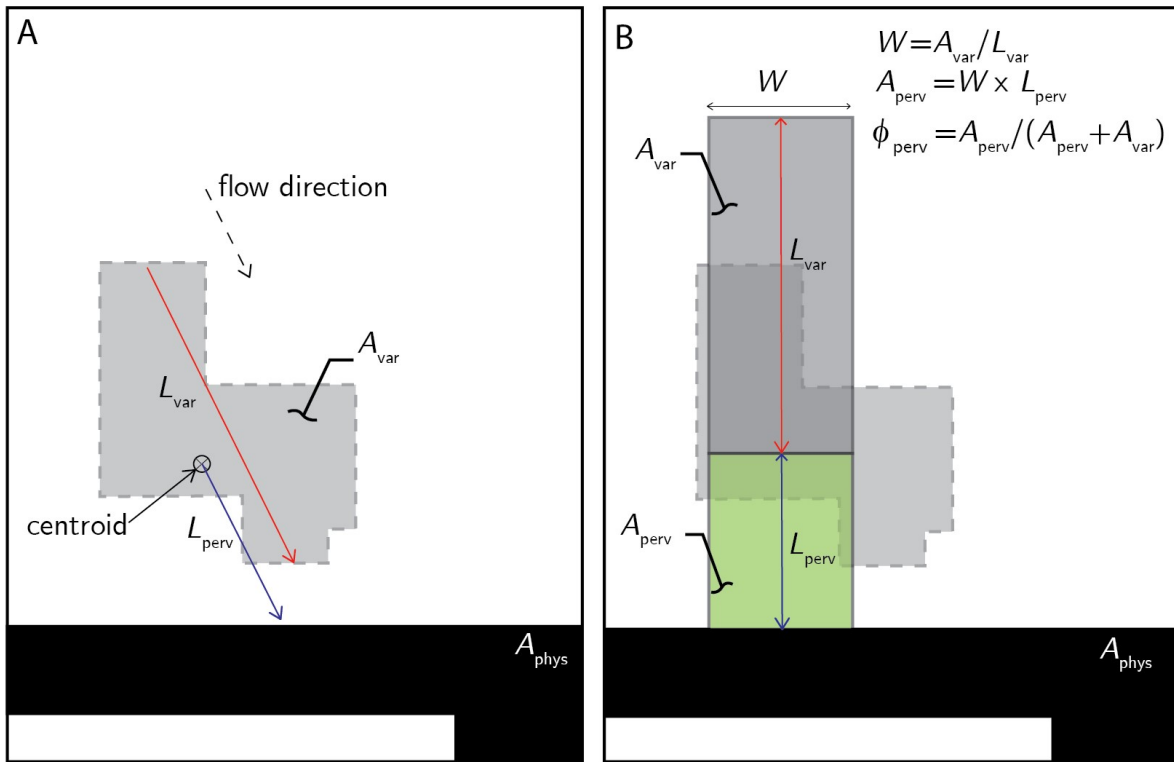 A
flow direction
A_var
L_var
centroid
L_perv
A_phys
B
W=A_var/L_var
A_perv=W x L_perv
ϕ_perv=A_perv/(A_perv+A_var)
W
A_var
L_var
A_perv
L_perv
A_phys